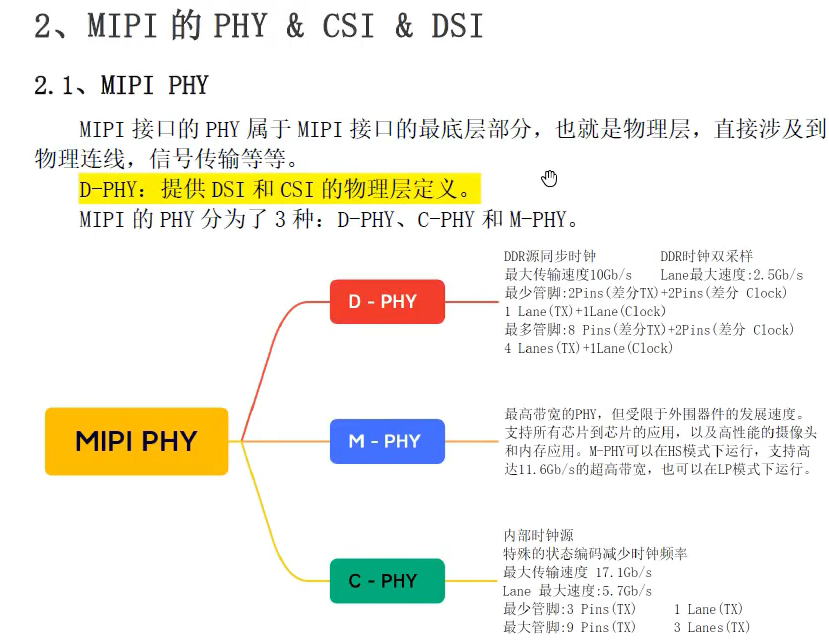 2、MIPI 的 PHY & CSI & DSI
2.1、MIPI PHY
MIPI 接口的 PHY 属于 MIPI 接口的最底层部分，也就是物理层，直接涉及到
物理连线，信号传输等等。
D-PHY：提供 DSI 和 CSI 的物理层定义。
MIPI 的 PHY 分为了 3 种：D-PHY、C-PHY 和 M-PHY。
DDR源同步时钟 DDR时钟双采样
最大传输速度10Gb/s Lane最大速度:2.5Gb/s
最少管脚:2Pins(差分TX)+2Pins(差分 Clock)
1 Lane(TX)+1Lane(Clock)
最多管脚:8 Pins(差分TX)+2Pins(差分 Clock)
4 Lanes(TX)+1Lane(Clock)
D - PHY
MIPI PHY
M - PHY
最高带宽的PHY，但受限于外围器件的发展速度。
支持所有芯片到芯片的应用，以及高性能的摄像头
和内存应用。M-PHY可以在HS模式下运行，支持高
达11.6Gb/s的超高带宽，也可以在LP模式下运行。
C - PHY
内部时钟源
特殊的状态编码减少时钟频率
最大传输速度 17.1Gb/s
Lane 最大速度:5.7Gb/s
最少管脚:3 Pins(TX) 1 Lane(TX)
最大管脚:9 Pins(TX) 3 Lanes(TX)